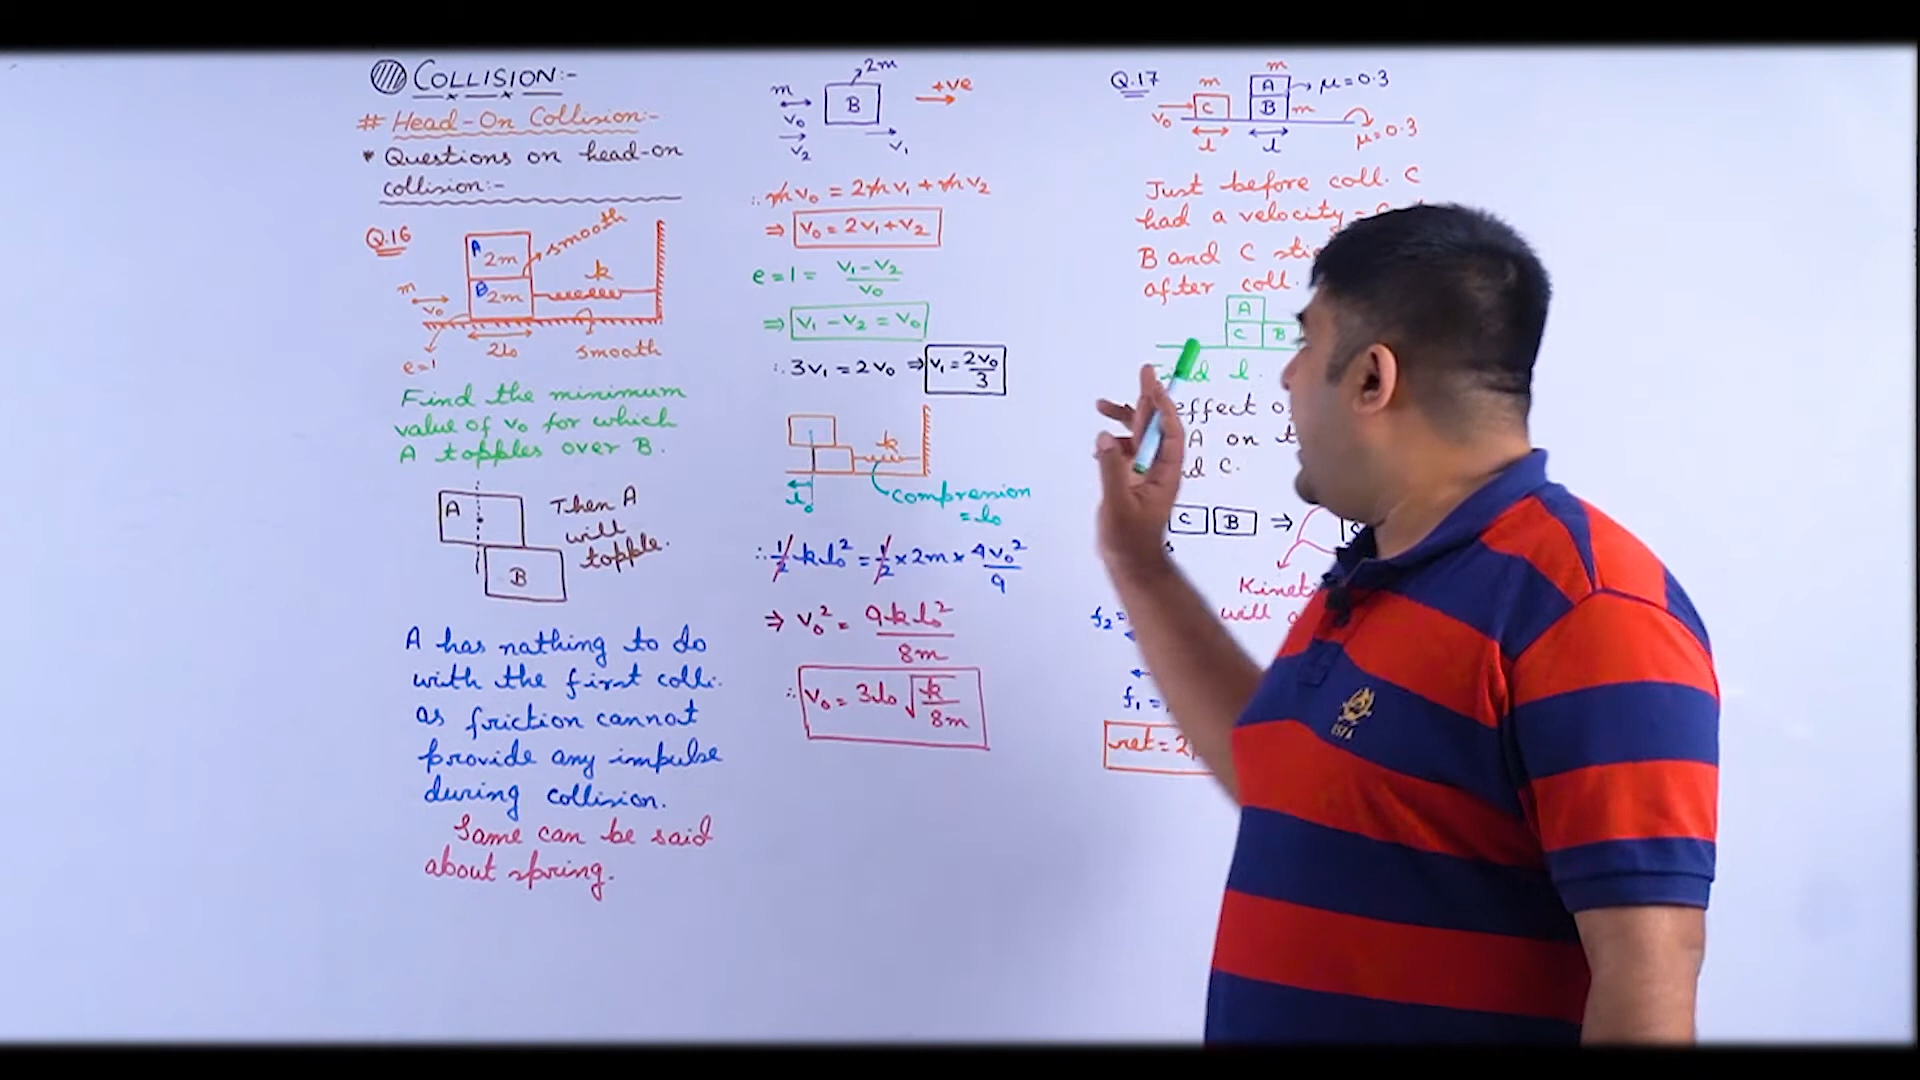 COLLISION:-
# Head-On Collision:-
* Questions on head-on
collision:-
Q.16
A
2m
smooth
B
2m
k
m
v₀
2l₀
smooth
e=1
Find the minimum
value of v₀ for which
A topples over B.
A
B
Then A
will
topple.
A has nothing to do
with the first colli.
as friction cannot
provide any impulse
during collision.
Same can be said
about spring.
2m
m
B
+ve
v₀
v₂
v₁
∴ mv₀ = 2mv₁ + mv₂
⇒ v₀ = 2v₁ + v₂
e = 1 = (v₁ - v₂)/v₀
⇒ v₁ - v₂ = v₀
∴ 3v₁ = 2v₀ ⇒ v₁ = 2v₀/3
k
l₀
compression
= l₀
∴ 1/2 kl₀² = 1/2 × 2m × 4v₀²/9
⇒ v₀² = 9kl₀²/8m
∴ v₀ = 3l₀ √(k/8m)
Q.17
m
m
A
μ = 0.3
C
B
m
v₀
μ = 0.3
l
l
Just before coll. C
had a velocity
B and C
after coll.
A
C
B
l.
effect
A on
C.
C
B
⇒
will
f₂ =
f₁ =